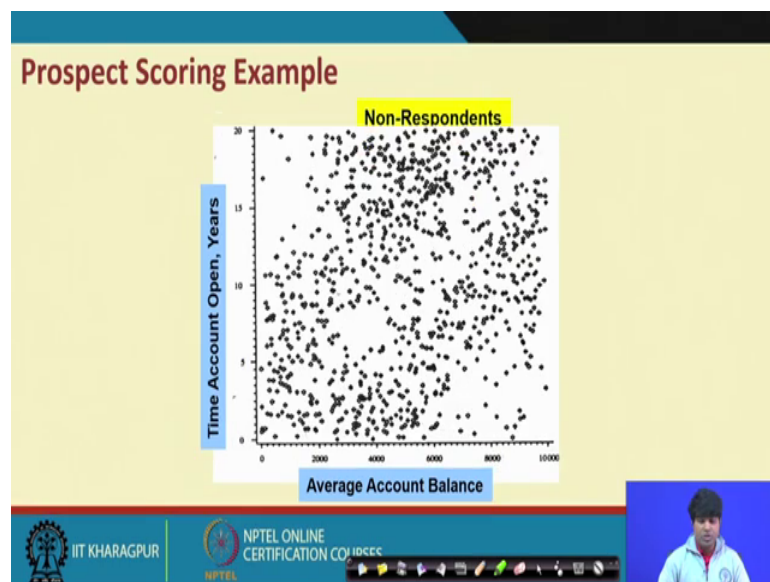 Prospect Scoring Example
Non-Respondents
Time Account Open, Years
20
15
10
5
0
0 2000 4000 6000 8000 10000
Average Account Balance
IIT KHARAGPUR
NPTEL
NPTEL ONLINE
CERTIFICATION COURSES